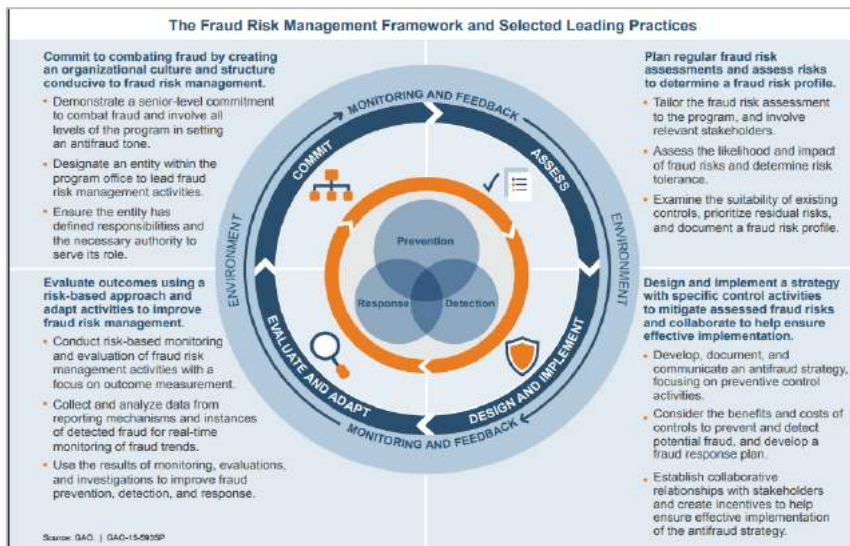 The Fraud Risk Management Framework and Selected Leading Practices
Commit to combating fraud by creating
an organizational culture and structure
conducive to fraud risk management.
• Demonstrate a senior-level commitment
to combat fraud and involve all
levels of the program in setting
an antifraud tone.
• Designate an entity within the
program office to lead fraud
risk management activities.
• Ensure the entity has
defined responsibilities and
the necessary authority to
serve its role.
Plan regular fraud risk
assessments and assess risks
to determine a fraud risk profile.
• Tailor the fraud risk assessment
to the program, and involve
relevant stakeholders.
• Assess the likelihood and impact
of fraud risks and determine risk
tolerance.
• Examine the suitability of existing
controls, prioritize residual risks,
and document a fraud risk profile.
MONITORING AND FEEDBACK
COMMIT
ASSESS
ENVIRONMENT
ENVIRONMENT
Prevention
Response
Detection
EVALUATE AND ADAPT
DESIGN AND IMPLEMENT
MONITORING AND FEEDBACK
Evaluate outcomes using a
risk-based approach and
adapt activities to improve
fraud risk management.
• Conduct risk-based monitoring
and evaluation of fraud risk
management activities with a
focus on outcome measurement.
• Collect and analyze data from
reporting mechanisms and instances
of detected fraud for real-time
monitoring of fraud trends.
• Use the results of monitoring, evaluations,
and investigations to improve fraud
prevention, detection, and response.
Design and implement a strategy
with specific control activities
to mitigate assessed fraud risks
and collaborate to help ensure
effective implementation.
• Develop, document, and
communicate an antifraud strategy,
focusing on preventive control
activities.
• Consider the benefits and costs of
controls to prevent and detect
potential fraud, and develop a
fraud response plan.
• Establish collaborative
relationships with stakeholders
and create incentives to help
ensure effective implementation
of the antifraud strategy.
Source: GAO. | GAO-15-593SP